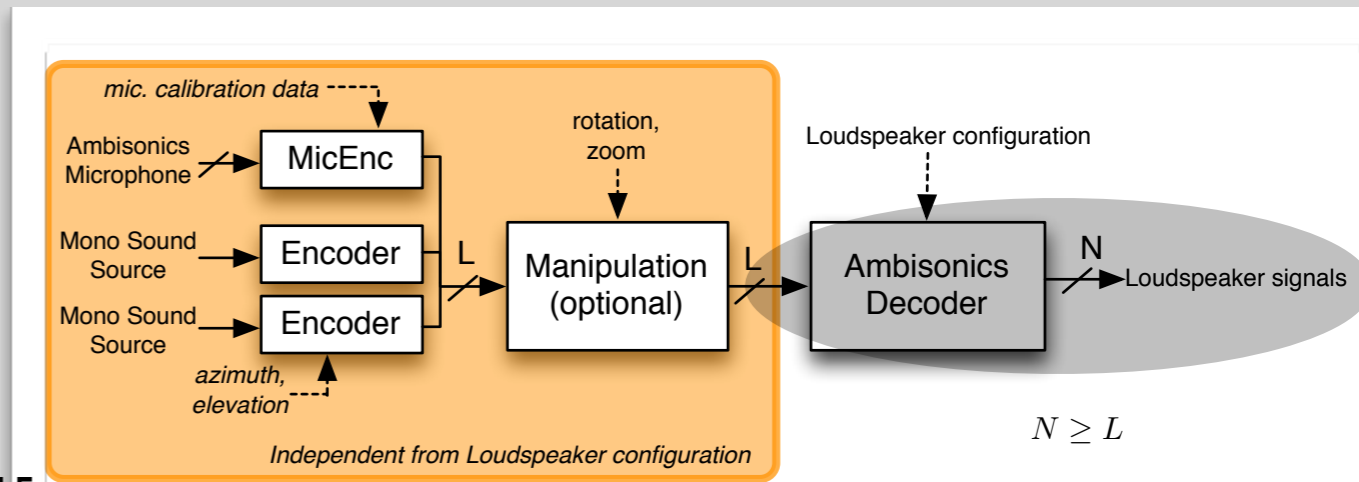 mic. calibration data
Ambisonics
Microphone
MicEnc
Mono Sound
Source
Encoder
Mono Sound
Source
Encoder
azimuth,
elevation
L
rotation,
zoom
Manipulation
(optional)
L
Independent from Loudspeaker configuration
Loudspeaker configuration
Ambisonics
Decoder
N
Loudspeaker signals
N ≥ L